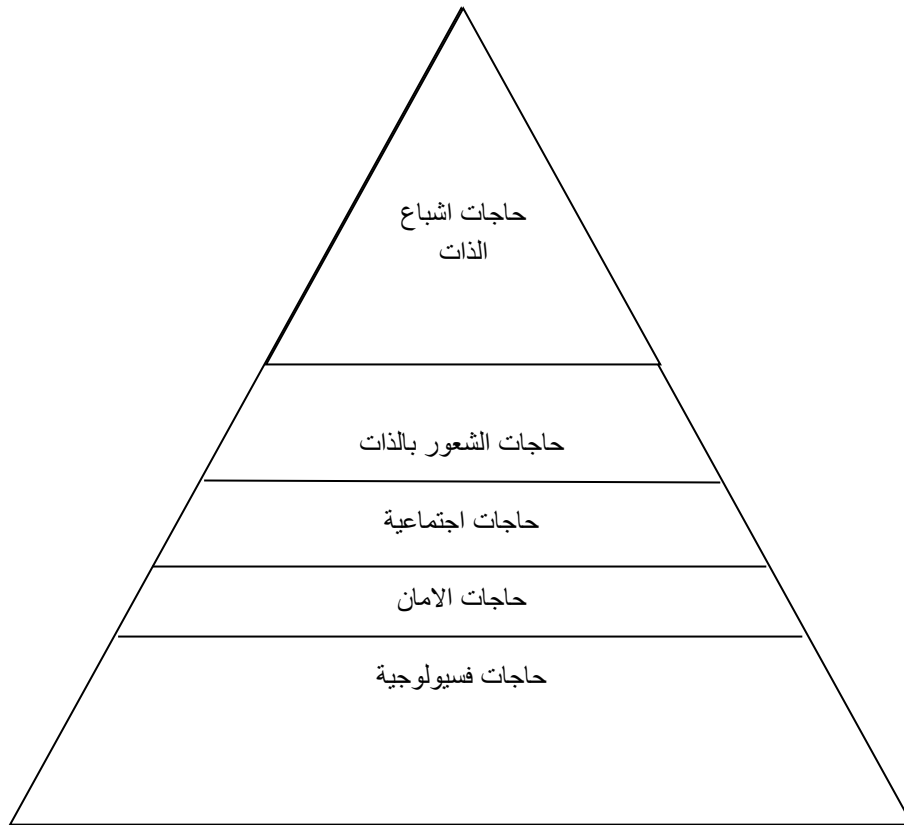 حاجات اشباع
الذات
حاجات الشعور بالذات
حاجات اجتماعية
حاجات الامان
حاجات فسيولوجية